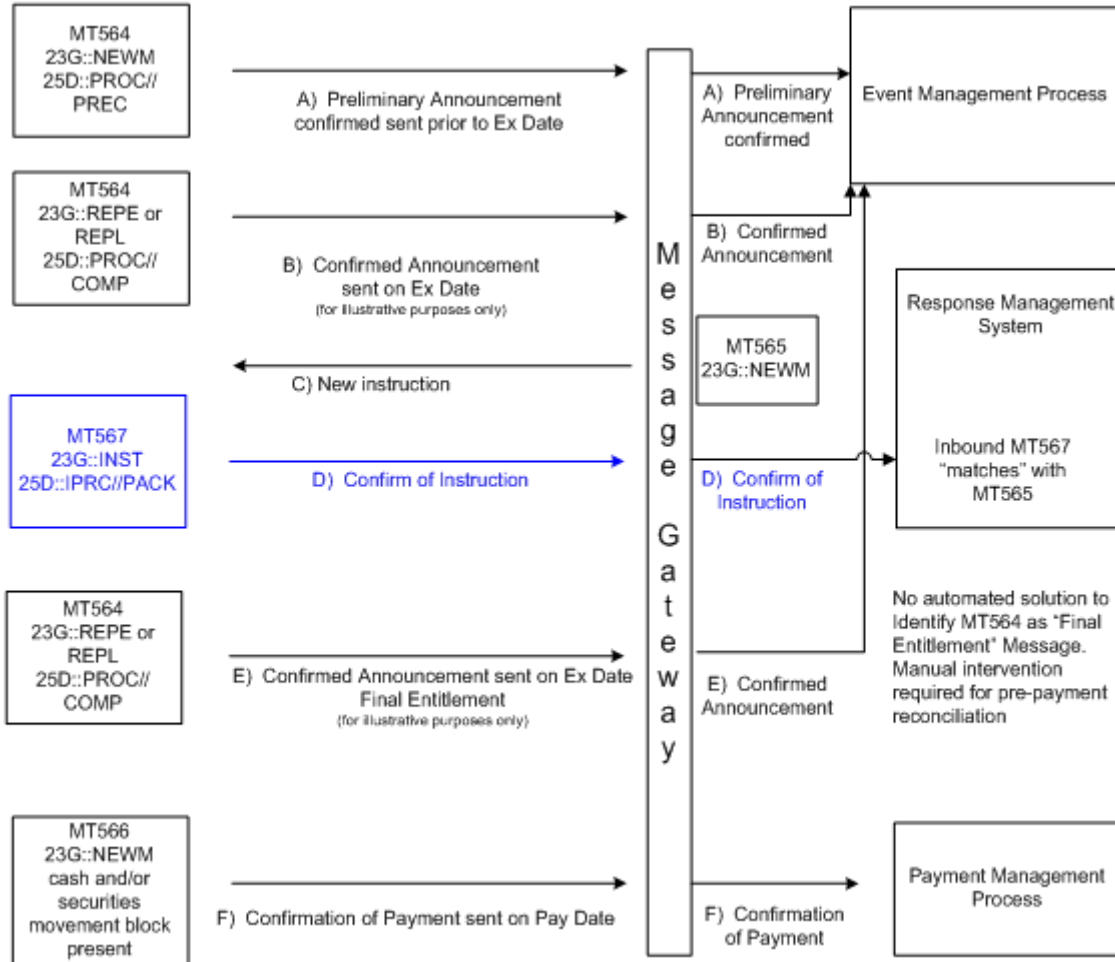 MT564
23G::NEWM
25D::PROC//
PREC
A) Preliminary Announcement
confirmed sent prior to Ex Date
A) Preliminary
Announcement
confirmed
Event Management Process
MT564
23G::REPE or
REPL
25D::PROC//
COMP
B) Confirmed Announcement
sent on Ex Date
(for illustrative purposes only)
B) Confirmed
Announcement
Message Gateway
C) New instruction
MT565
23G::NEWM
Response Management
System
Inbound MT567
“matches” with
MT565
MT567
23G::INST
25D::IPRC//PACK
D) Confirm of Instruction
D) Confirm of
Instruction
MT564
23G::REPE or
REPL
25D::PROC//
COMP
E) Confirmed Announcement sent on Ex Date
Final Entitlement
(for illustrative purposes only)
E) Confirmed
Announcement
No automated solution to
Identify MT564 as “Final
Entitlement” Message.
Manual intervention
required for pre-payment
reconciliation
MT566
23G::NEWM
cash and/or
securities
movement block
present
F) Confirmation of Payment sent on Pay Date
F) Confirmation
of Payment
Payment Management
Process